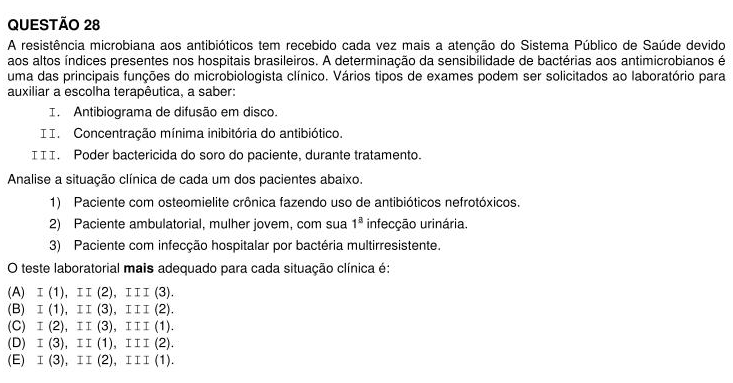 QUESTÃO 28
A resistência microbiana aos antibióticos tem recebido cada vez mais a atenção do Sistema Público de Saúde devido
aos altos índices presentes nos hospitais brasileiros. A determinação da sensibilidade de bactérias aos antimicrobianos é
uma das principais funções do microbiologista clínico. Vários tipos de exames podem ser solicitados ao laboratório para
auxiliar a escolha terapêutica, a saber:
I. Antibiograma de difusão em disco.
II. Concentração mínima inibitória do antibiótico.
III. Poder bactericida do soro do paciente, durante tratamento.
Analise a situação clínica de cada um dos pacientes abaixo.
1) Paciente com osteomielite crônica fazendo uso de antibióticos nefrotóxicos.
2) Paciente ambulatorial, mulher jovem, com sua 1ª infecção urinária.
3) Paciente com infecção hospitalar por bactéria multirresistente.
O teste laboratorial mais adequado para cada situação clínica é:
(A) I (1), II (2), III (3).
(B) I (1), II (3), III (2).
(C) I (2), II (3), III (1).
(D) I (3), II (1), III (2).
(E) I (3), II (2), III (1).